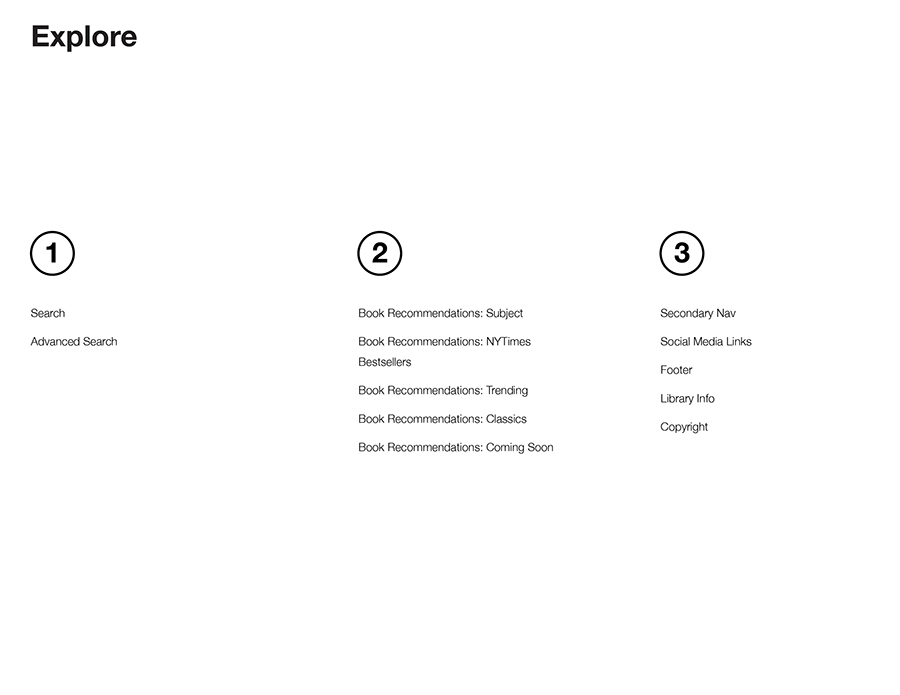 Explore
1
Search
Advanced Search
2
Book Recommendations: Subject
Book Recommendations: NYTimes
Bestsellers
Book Recommendations: Trending
Book Recommendations: Classics
Book Recommendations: Coming Soon
3
Secondary Nav
Social Media Links
Footer
Library Info
Copyright